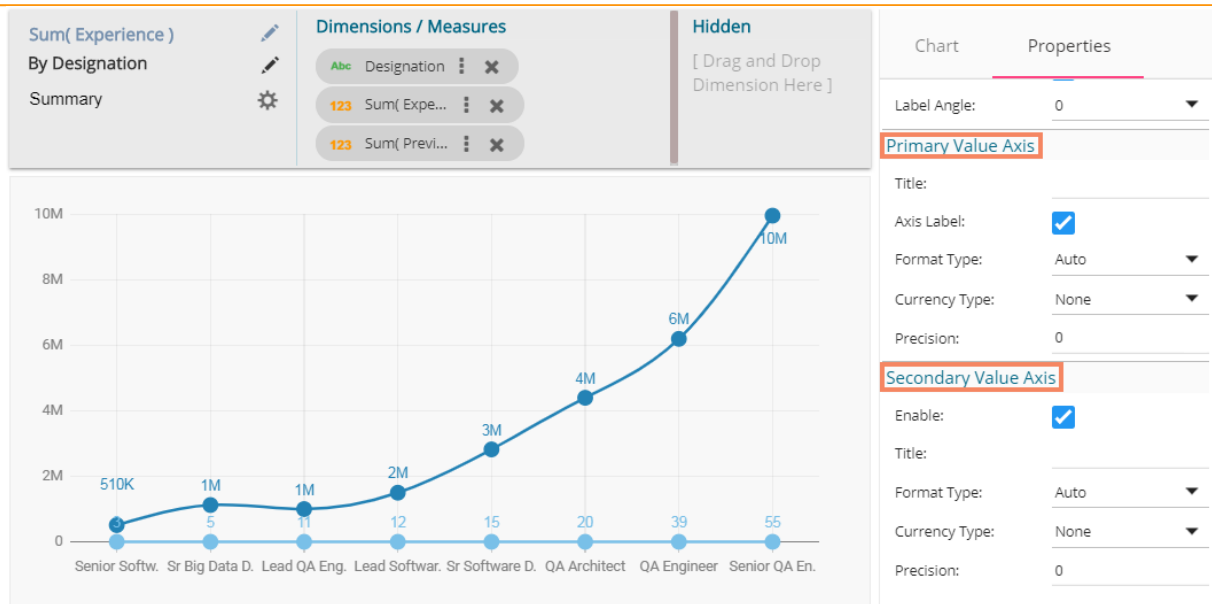 Sum( Experience )
By Designation
Summary
Dimensions / Measures
Abc Designation
123 Sum( Expe...
123 Sum( Previ...
Hidden
[ Drag and Drop
Dimension Here ]
10M
8M
6M
4M
2M
0
510K
1M
1M
2M
3M
4M
6M
10M
3
5
11
12
15
20
39
55
Senior Softw.
Sr Big Data D.
Lead QA Eng.
Lead Softwar.
Sr Software D.
QA Architect
QA Engineer
Senior QA En.
Chart Properties
Label Angle: 0
Primary Value Axis
Title:
Axis Label:
Format Type: Auto
Currency Type: None
Precision: 0
Secondary Value Axis
Enable:
Title:
Format Type: Auto
Currency Type: None
Precision: 0